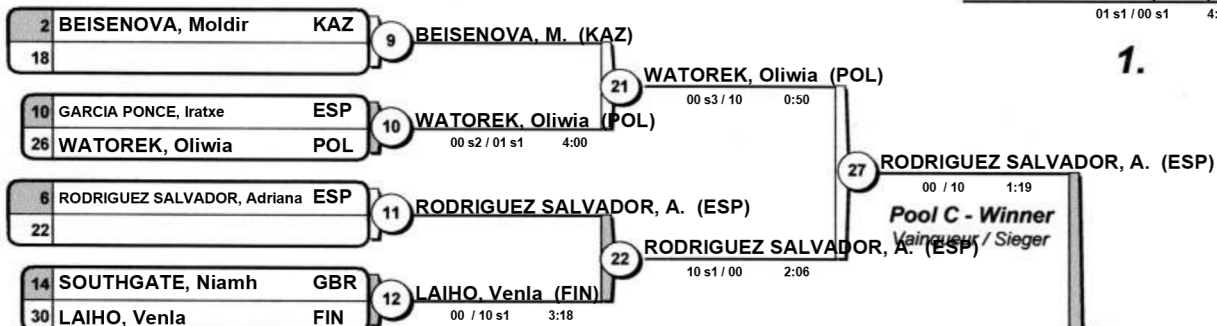 01 s1 / 00 s1 4:
1.
2 BEISENOVA, Moldir KAZ
18
9 BEISENOVA, M. (KAZ)
21 WATOREK, Oliwia (POL)
00 s3 / 10 0:50
10 GARCIA PONCE, Iratxe ESP
26 WATOREK, Oliwia POL
10 WATOREK, Oliwia (POL)
00 s2 / 01 s1 4:00
27 RODRIGUEZ SALVADOR, A. (ESP)
00 / 10 1:19
Pool C - Winner
Vainqueur / Sieger
6 RODRIGUEZ SALVADOR, Adriana ESP
22
11 RODRIGUEZ SALVADOR, A. (ESP)
22 RODRIGUEZ SALVADOR, A. (ESP)
10 s1 / 00 2:06
14 SOUTHGATE, Niamh GBR
30 LAIHO, Venla FIN
12 LAIHO, Venla (FIN)
00 / 10 s1 3:18